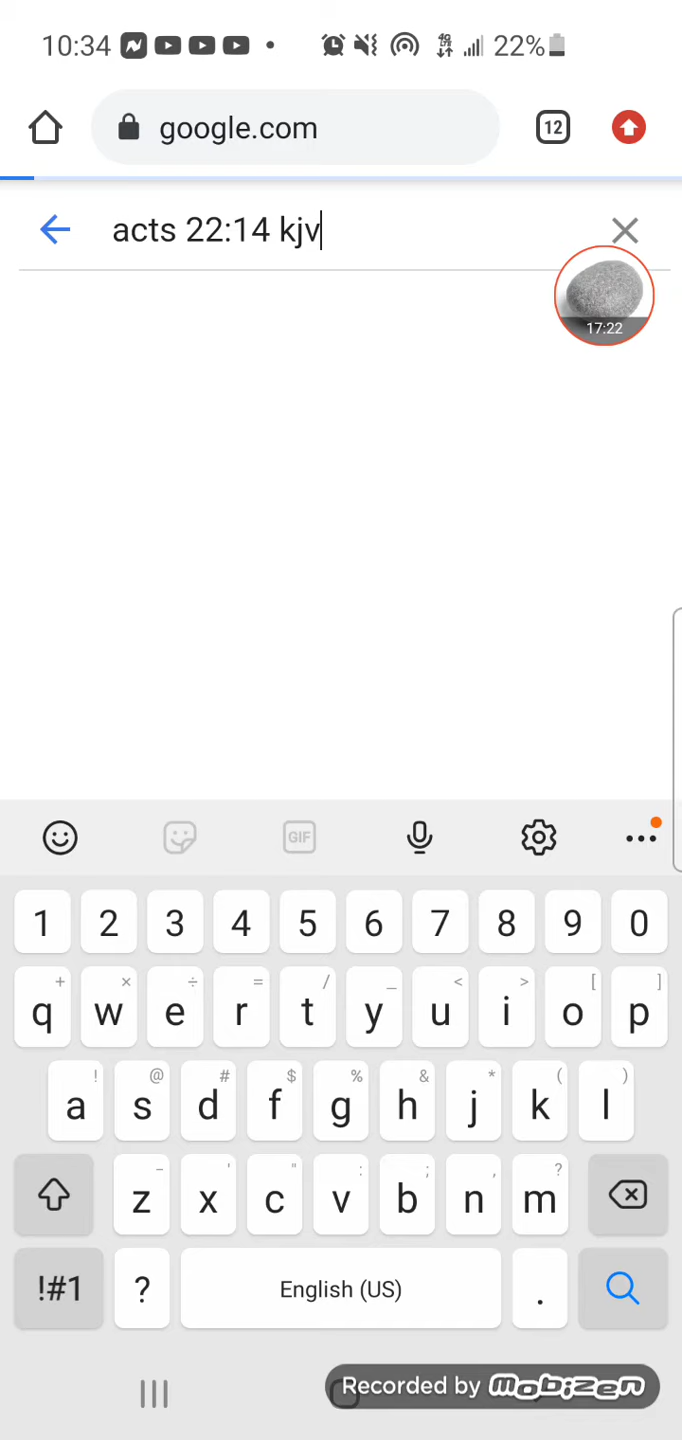 10:34 22%
google.com 12
acts 22:14 kjv
17:22
GIF
1 2 3 4 5 6 7 8 9 0
+ × ÷ = / _ < > [ ]
q w e r t y u i o p
! @ # $ % & * ( )
a s d f g h j k l
- ' " : ; , ?
z x c v b n m
!#1 ? English (US) .
Recorded by mobizen